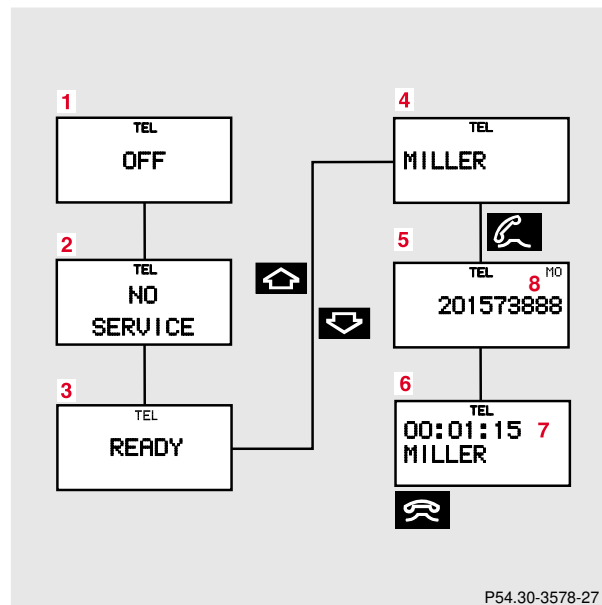 1
TEL
OFF
2
TEL
NO
SERVICE
3
TEL
READY
4
TEL
MILLER
5
TEL MO
8
201573888
6
TEL
00:01:15 7
MILLER
P54.30-3578-27